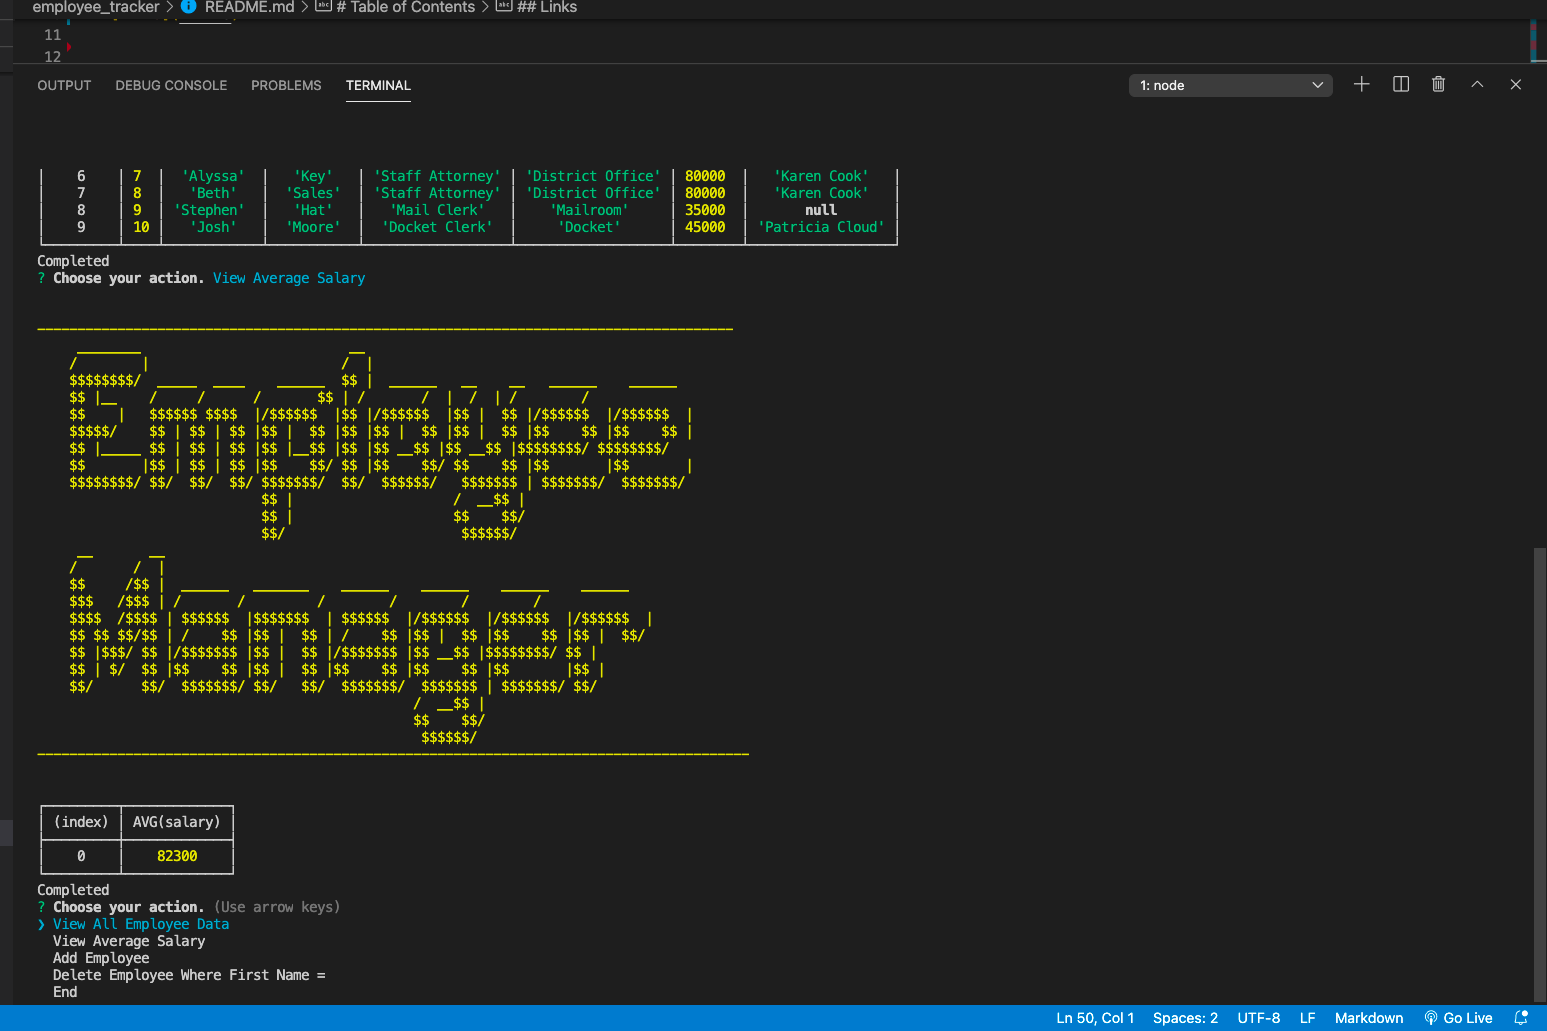 employee_tracker > README.md > # Table of Contents > ## Links
11
12
OUTPUT DEBUG CONSOLE PROBLEMS TERMINAL 1: node
│ 6 │ 7 │ 'Alyssa' │ 'Key' │ 'Staff Attorney' │ 'District Office' │ 80000 │ 'Karen Cook' │
│ 7 │ 8 │ 'Beth' │ 'Sales' │ 'Staff Attorney' │ 'District Office' │ 80000 │ 'Karen Cook' │
│ 8 │ 9 │ 'Stephen' │ 'Hat' │ 'Mail Clerk' │ 'Mailroom' │ 35000 │ null │
│ 9 │ 10 │ 'Josh' │ 'Moore' │ 'Docket Clerk' │ 'Docket' │ 45000 │ 'Patricia Cloud' │
Completed
? Choose your action. View Average Salary
Employee
Manager
│ (index) │ AVG(salary) │
│ 0 │ 82300 │
Completed
? Choose your action. (Use arrow keys)
❯ View All Employee Data
View Average Salary
Add Employee
Delete Employee Where First Name =
End
Ln 50, Col 1 Spaces: 2 UTF-8 LF Markdown Go Live